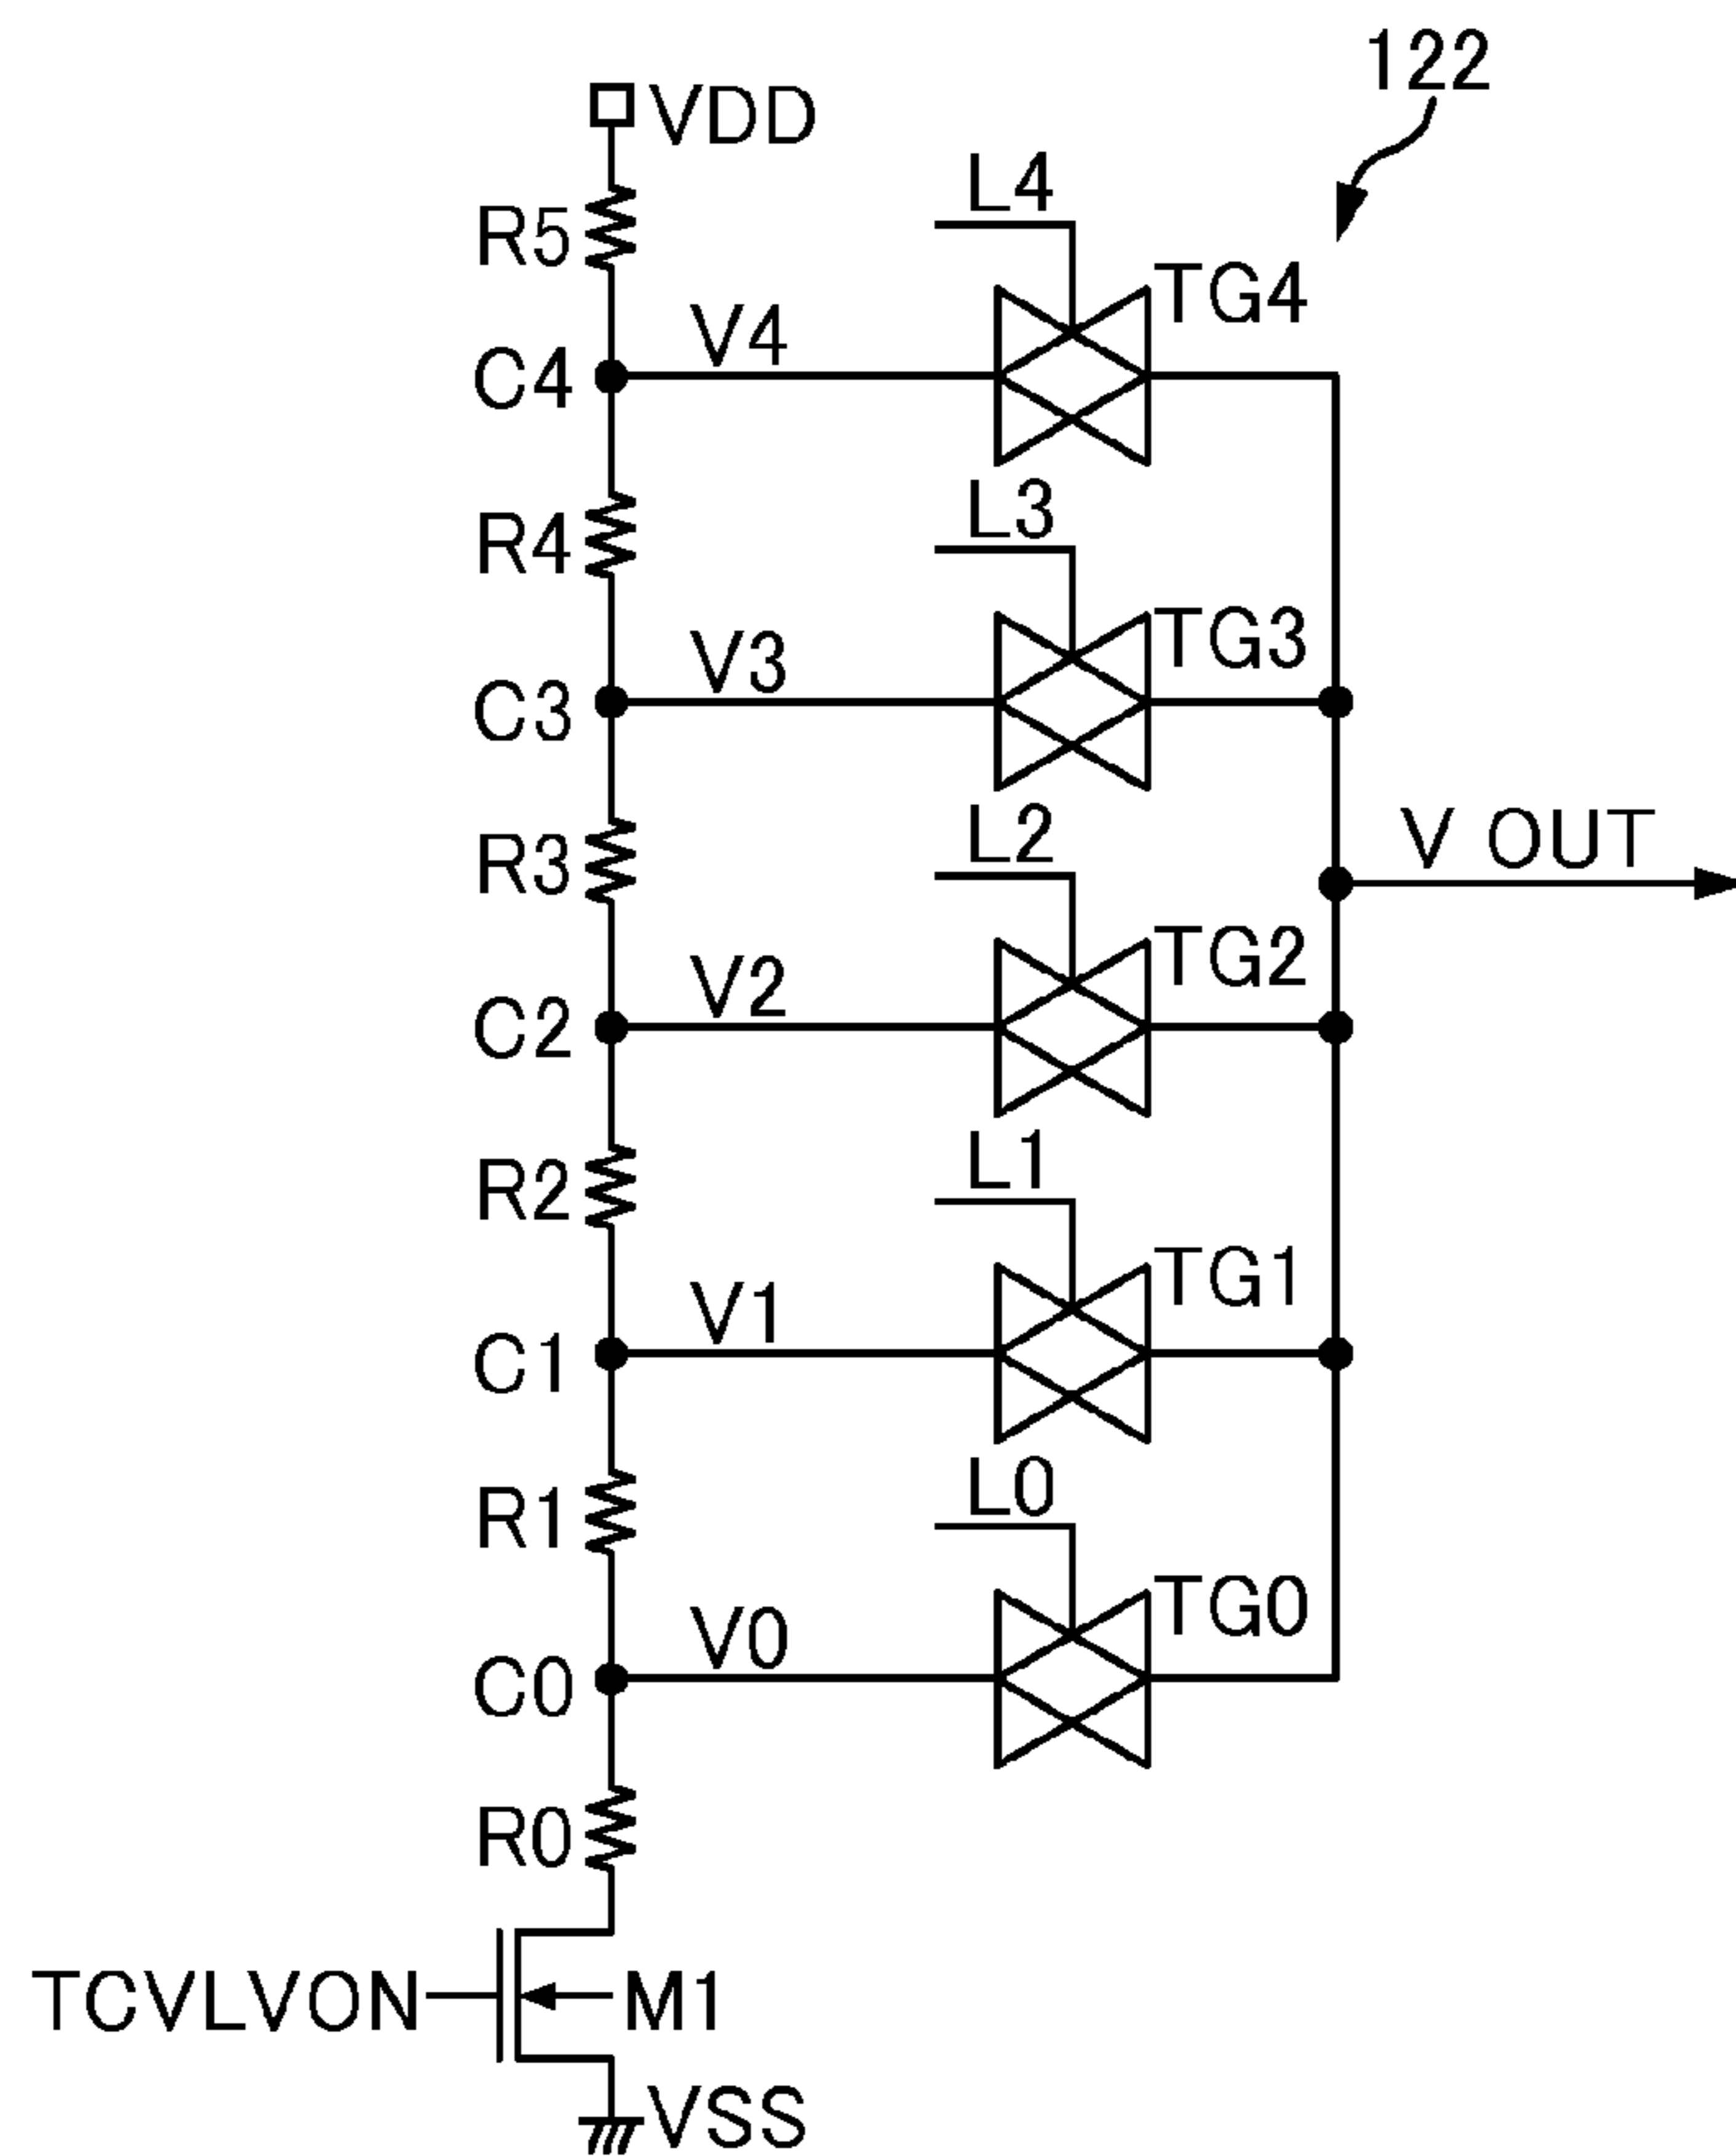 122
VDD
L4
R5
TG4
V4
C4
L3
R4
TG3
V3
C3
L2
V OUT
R3
TG2
V2
C2
L1
R2
TG1
V1
C1
L0
R1
TG0
V0
C0
R0
TCVLVON
M1
VSS